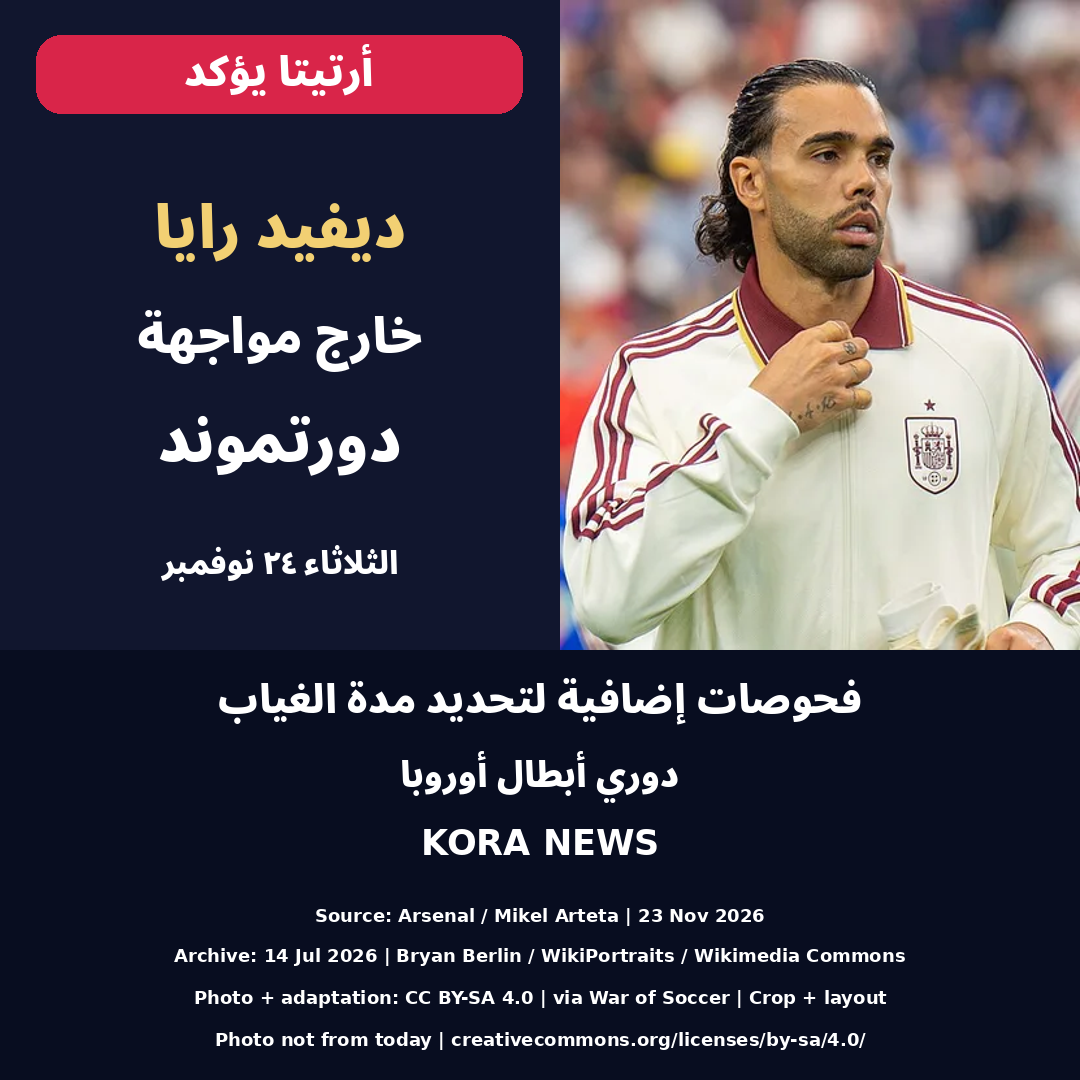 أرتيتا يؤكد
ديفيد رايا
خارج مواجهة
دورتموند
الثلاثاء ٢٤ نوفمبر
فحوصات إضافية لتحديد مدة الغياب
دوري أبطال أوروبا
KORA NEWS
Source: Arsenal / Mikel Arteta | 23 Nov 2026
Archive: 14 Jul 2026 | Bryan Berlin / WikiPortraits / Wikimedia Commons
Photo + adaptation: CC BY-SA 4.0 | via War of Soccer | Crop + layout
Photo not from today | creativecommons.org/licenses/by-sa/4.0/